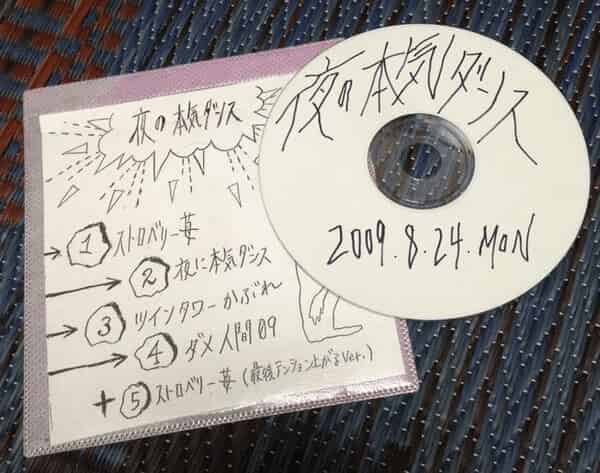 夜の本気ダンス
→ 1 ストロベリー苺
→ 2 夜に本気ダンス
→ 3 ツインタワーかぶれ
→ 4 ダメ人間09
+ 5 ストロベリー苺 (最後テンション上がるVer.)
夜の本気ダンス
2009.8.24.MON